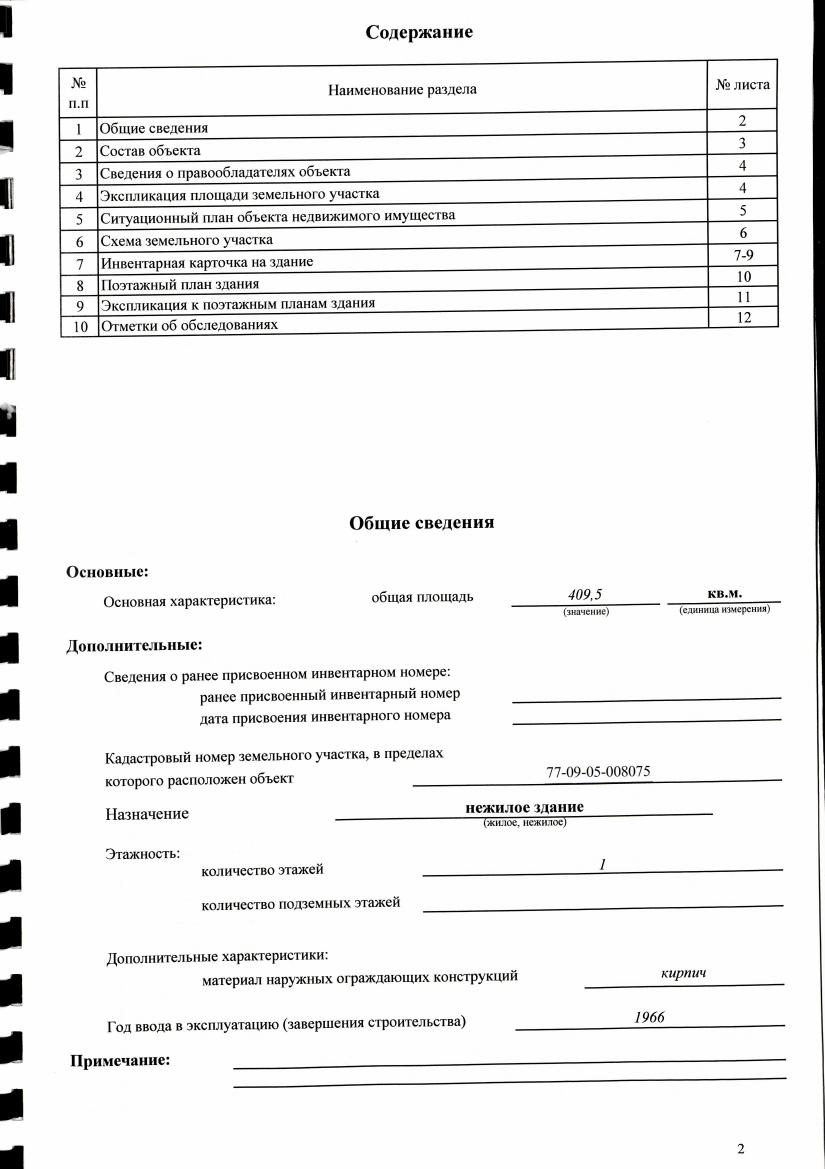 Содержание
№ п.п Наименование раздела № листа
1 Общие сведения 2
2 Состав объекта 3
3 Сведения о правообладателях объекта 4
4 Экспликация площади земельного участка 4
5 Ситуационный план объекта недвижимого имущества 5
6 Схема земельного участка 6
7 Инвентарная карточка на здание 7-9
8 Поэтажный план здания 10
9 Экспликация к поэтажным планам здания 11
10 Отметки об обследованиях 12
Общие сведения
Основные:
Основная характеристика: общая площадь 409,5 кв.м.
(значение) (единица измерения)
Дополнительные:
Сведения о ранее присвоенном инвентарном номере:
ранее присвоенный инвентарный номер
дата присвоения инвентарного номера
Кадастровый номер земельного участка, в пределах
которого расположен объект 77-09-05-008075
Назначение нежилое здание
(жилое, нежилое)
Этажность:
количество этажей 1
количество подземных этажей
Дополнительные характеристики:
материал наружных ограждающих конструкций кирпич
Год ввода в эксплуатацию (завершения строительства) 1966
Примечание:
2